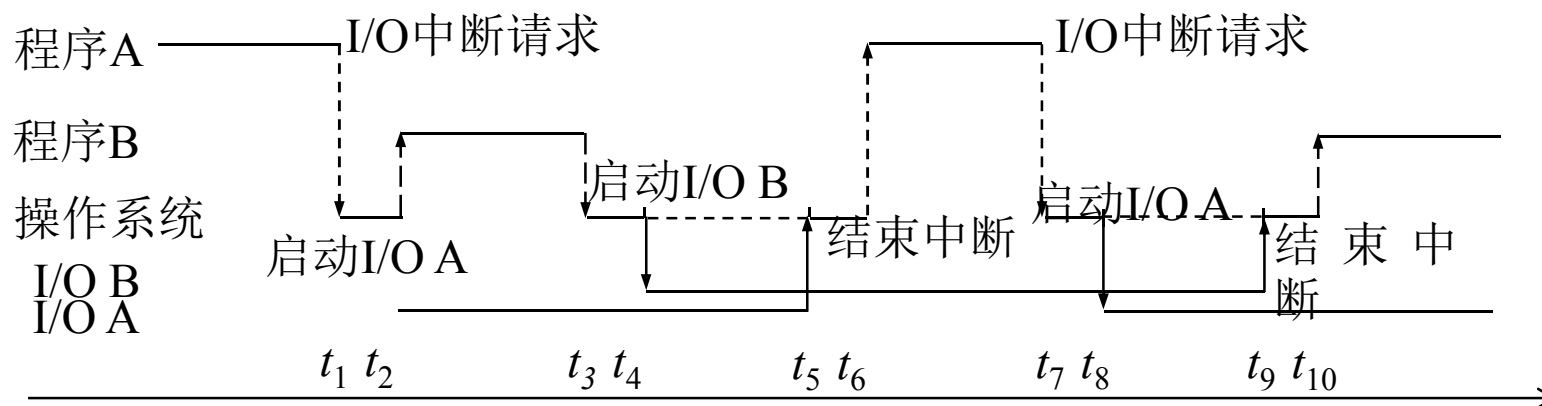 程序A
I/O中断请求
I/O中断请求
程序B
启动I/O B
启动I/O A
操作系统
启动I/O A
结束中断
结 束 中
断
I/O B
I/O A
t1 t2 t3 t4 t5 t6 t7 t8 t9 t10